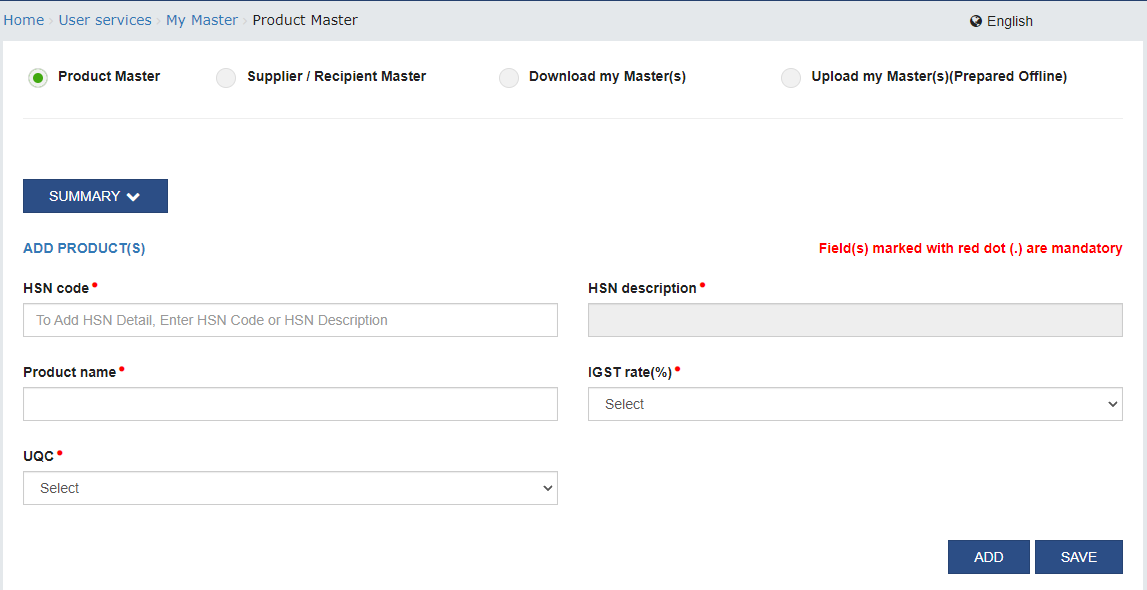 Home › User services › My Master › Product Master English
Product Master Supplier / Recipient Master Download my Master(s) Upload my Master(s)(Prepared Offline)
SUMMARY
ADD PRODUCT(S) Field(s) marked with red dot (.) are mandatory
HSN code• HSN description•
To Add HSN Detail, Enter HSN Code or HSN Description
Product name• IGST rate(%)•
Select
UQC•
Select
ADD SAVE